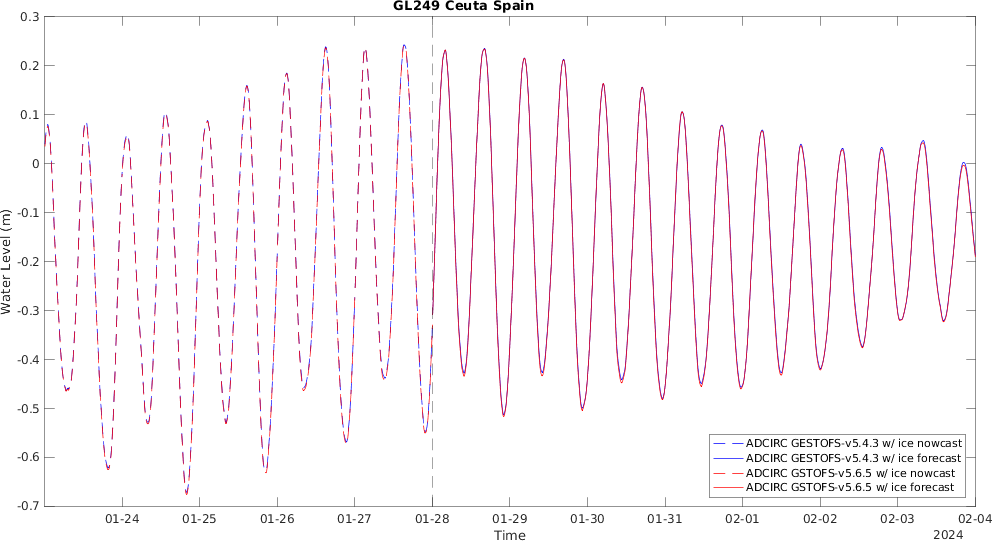 GL249 Ceuta Spain
0.3
0.2
0.1
0
-0.1
-0.2
-0.3
-0.4
-0.5
-0.6
-0.7
Water Level (m)
ADCIRC GESTOFS-v5.4.3 w/ ice nowcast
ADCIRC GESTOFS-v5.4.3 w/ ice forecast
ADCIRC GSTOFS-v5.6.5 w/ ice nowcast
ADCIRC GSTOFS-v5.6.5 w/ ice forecast
01-24 01-25 01-26 01-27 01-28 01-29 01-30 01-31 02-01 02-02 02-03 02-04
Time
2024